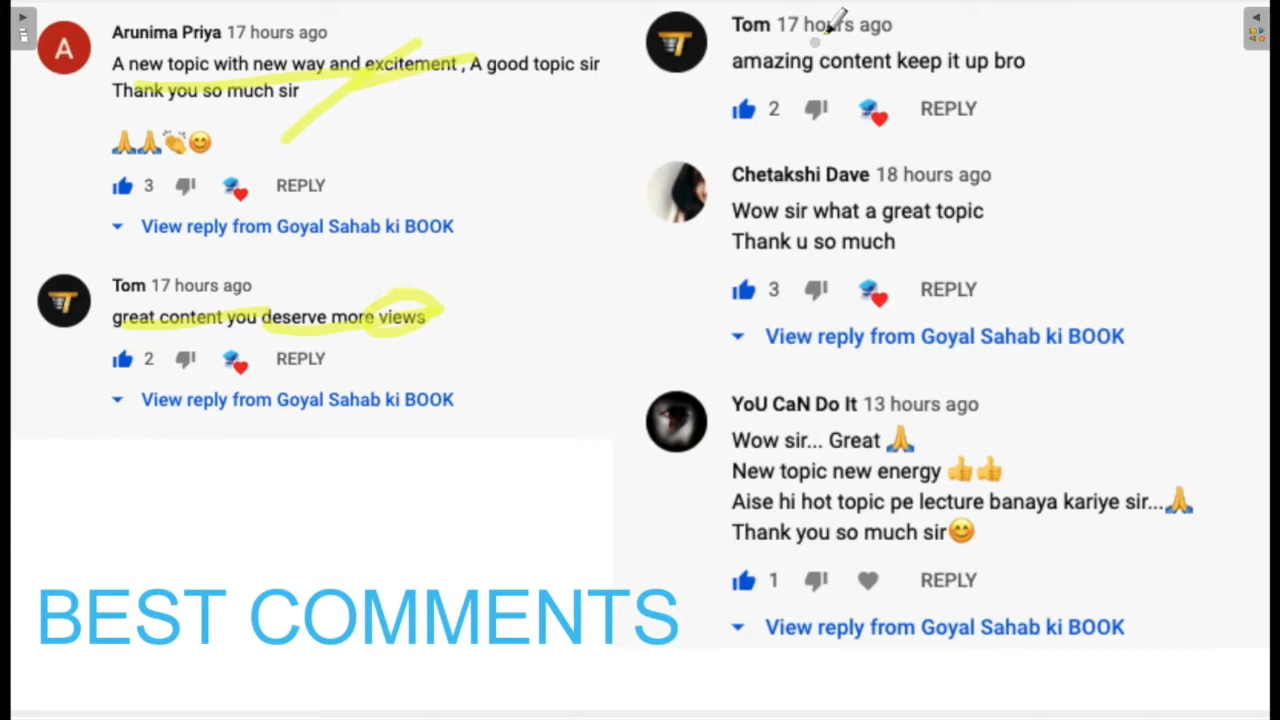 A
Arunima Priya 17 hours ago
A new topic with new way and excitement , A good topic sir
Thank you so much sir
🙏🙏👏😊
3 REPLY
View reply from Goyal Sahab ki BOOK
T
Tom 17 hours ago
great content you deserve more views
2 REPLY
View reply from Goyal Sahab ki BOOK
T
Tom 17 hours ago
amazing content keep it up bro
2 REPLY
Chetakshi Dave 18 hours ago
Wow sir what a great topic
Thank u so much
3 REPLY
View reply from Goyal Sahab ki BOOK
YoU CaN Do It 13 hours ago
Wow sir... Great 🙏
New topic new energy 👍👍
Aise hi hot topic pe lecture banaya kariye sir...🙏
Thank you so much sir😊
1 REPLY
View reply from Goyal Sahab ki BOOK
BEST COMMENTS